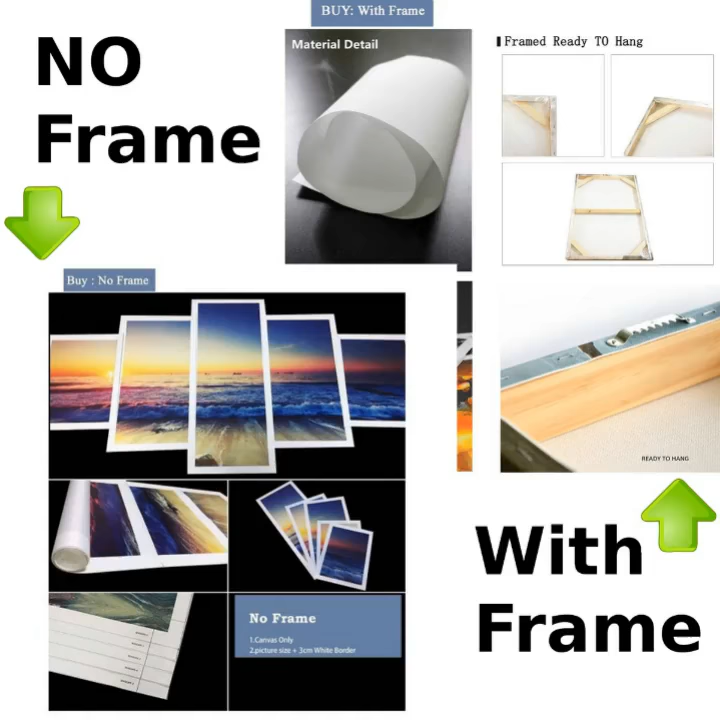 BUY: With Frame
NO
Frame
Material Detail
Framed Ready TO Hang
Buy : No Frame
READY TO HANG
With
Frame
No Frame
1.Canvas Only
2.picture size + 3cm White Border